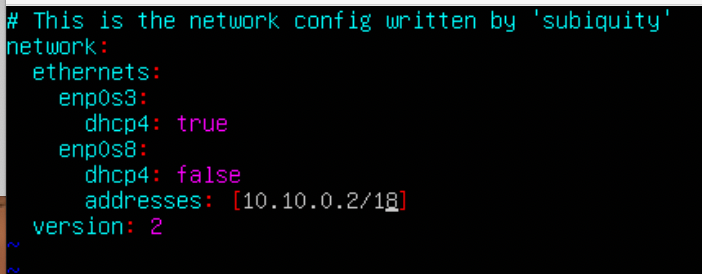 # This is the network config written by 'subiquity'
network:
  ethernets:
    enp0s3:
      dhcp4: true
    enp0s8:
      dhcp4: false
      addresses: [10.10.0.2/18]
  version: 2
~
~